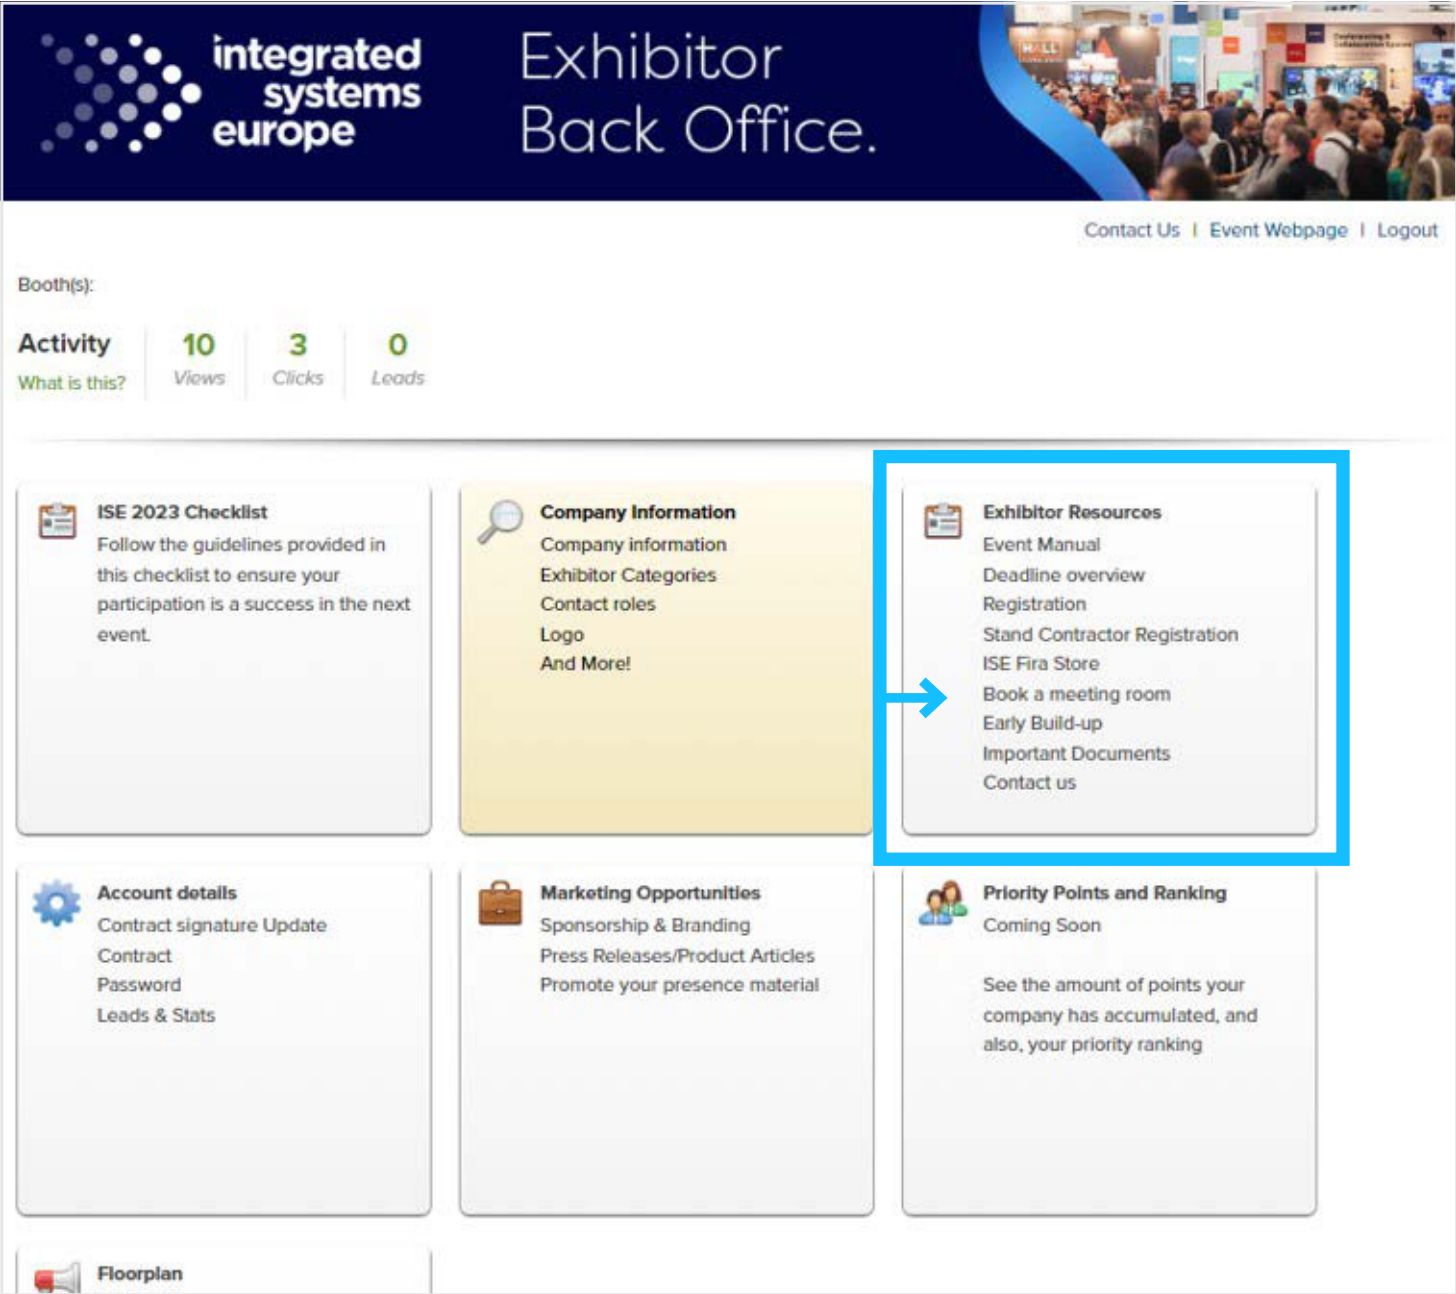 integrated
systems
europe
Exhibitor
Back Office.
HALL
Contact Us | Event Webpage | Logout
Booth(s):
Activity
What is this?
10
Views
3
Clicks
0
Leads
ISE 2023 Checklist
Follow the guidelines provided in
this checklist to ensure your
participation is a success in the next
event.
Company Information
Company information
Exhibitor Categories
Contact roles
Logo
And More!
Exhibitor Resources
Event Manual
Deadline overview
Registration
Stand Contractor Registration
ISE Fira Store
Book a meeting room
Early Build-up
Important Documents
Contact us
Account details
Contract signature Update
Contract
Password
Leads & Stats
Marketing Opportunities
Sponsorship & Branding
Press Releases/Product Articles
Promote your presence material
Priority Points and Ranking
Coming Soon
See the amount of points your
company has accumulated, and
also, your priority ranking
Floorplan